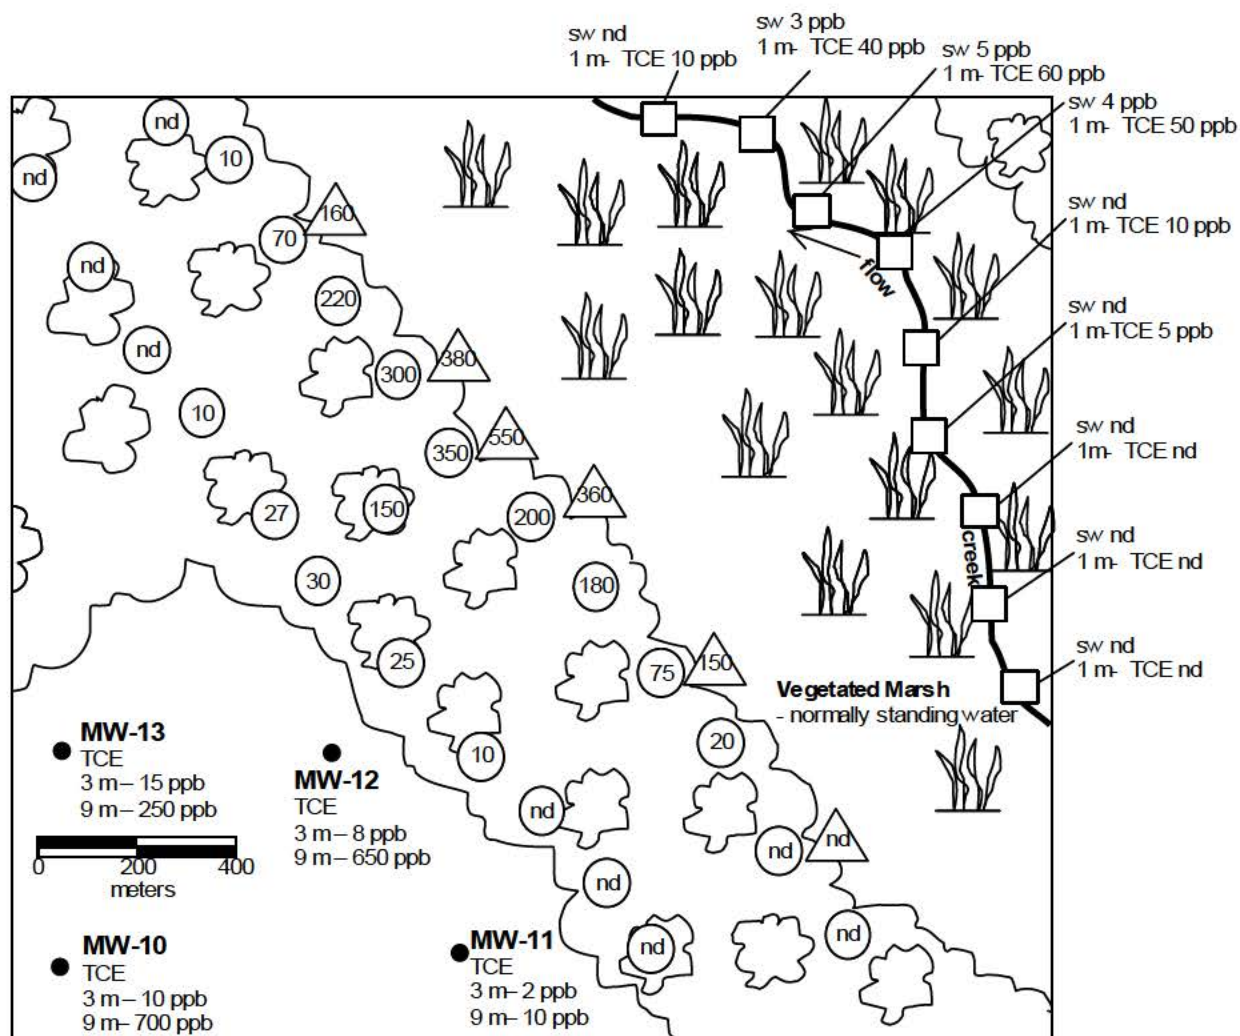 sw nd
1 m- TCE 10 ppb
sw 3 ppb
1 m- TCE 40 ppb
sw 5 ppb
1 m- TCE 60 ppb
sw 4 ppb
1 m- TCE 50 ppb
nd
10
nd
160
70
sw nd
1 m- TCE 10 ppb
nd
220
flow
sw nd
1 m-TCE 5 ppb
nd
300
380
10
350
550
sw nd
1m- TCE nd
27
150
200
360
30
180
creek
sw nd
1 m- TCE nd
25
75
150
sw nd
1 m- TCE nd
Vegetated Marsh
- normally standing water
MW-13
TCE
3 m– 15 ppb
9 m– 250 ppb
MW-12
TCE
3 m– 8 ppb
9 m– 650 ppb
10
20
nd
nd
nd
0 200 400
meters
nd
nd
nd
MW-10
TCE
3 m– 10 ppb
9 m– 700 ppb
MW-11
TCE
3 m– 2 ppb
9 m– 10 ppb